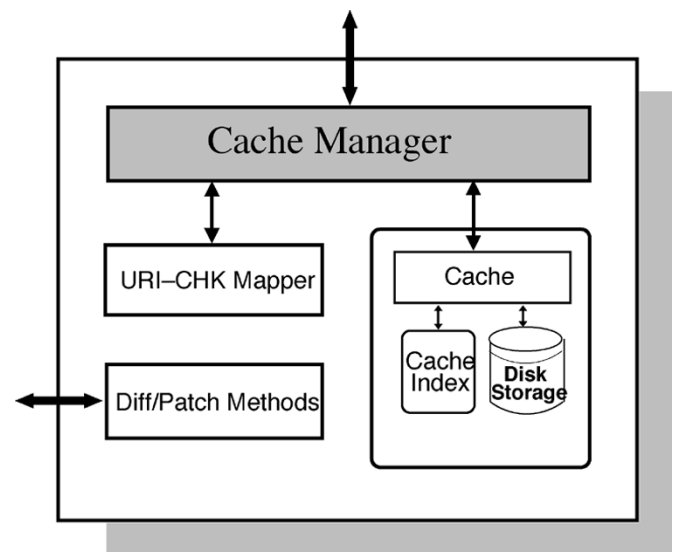 Cache Manager
URI–CHK Mapper
Cache
Cache
Index
Disk
Storage
Diff/Patch Methods